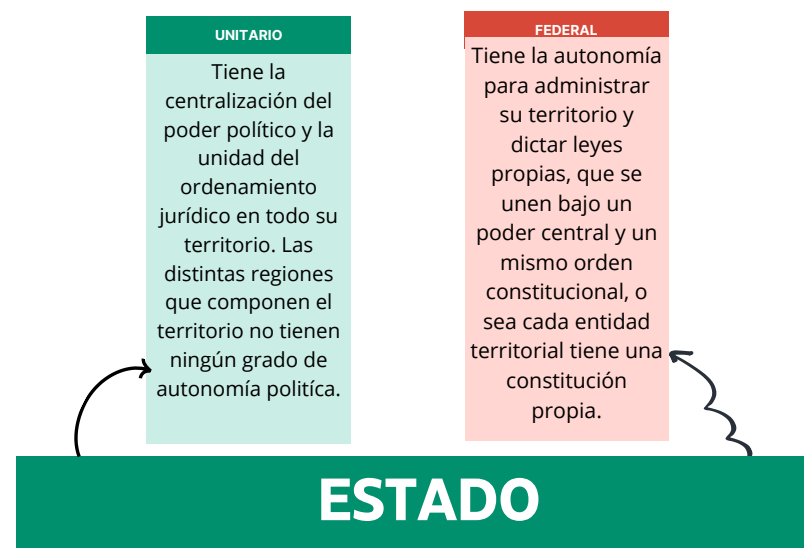 UNITARIO
Tiene la
centralización del
poder político y la
unidad del
ordenamiento
jurídico en todo su
territorio. Las
distintas regiones
que componen el
territorio no tienen
ningún grado de
autonomía politíca.
FEDERAL
Tiene la autonomía
para administrar
su territorio y
dictar leyes
propias, que se
unen bajo un
poder central y un
mismo orden
constitucional, o
sea cada entidad
territorial tiene una
constitución
propia.
ESTADO